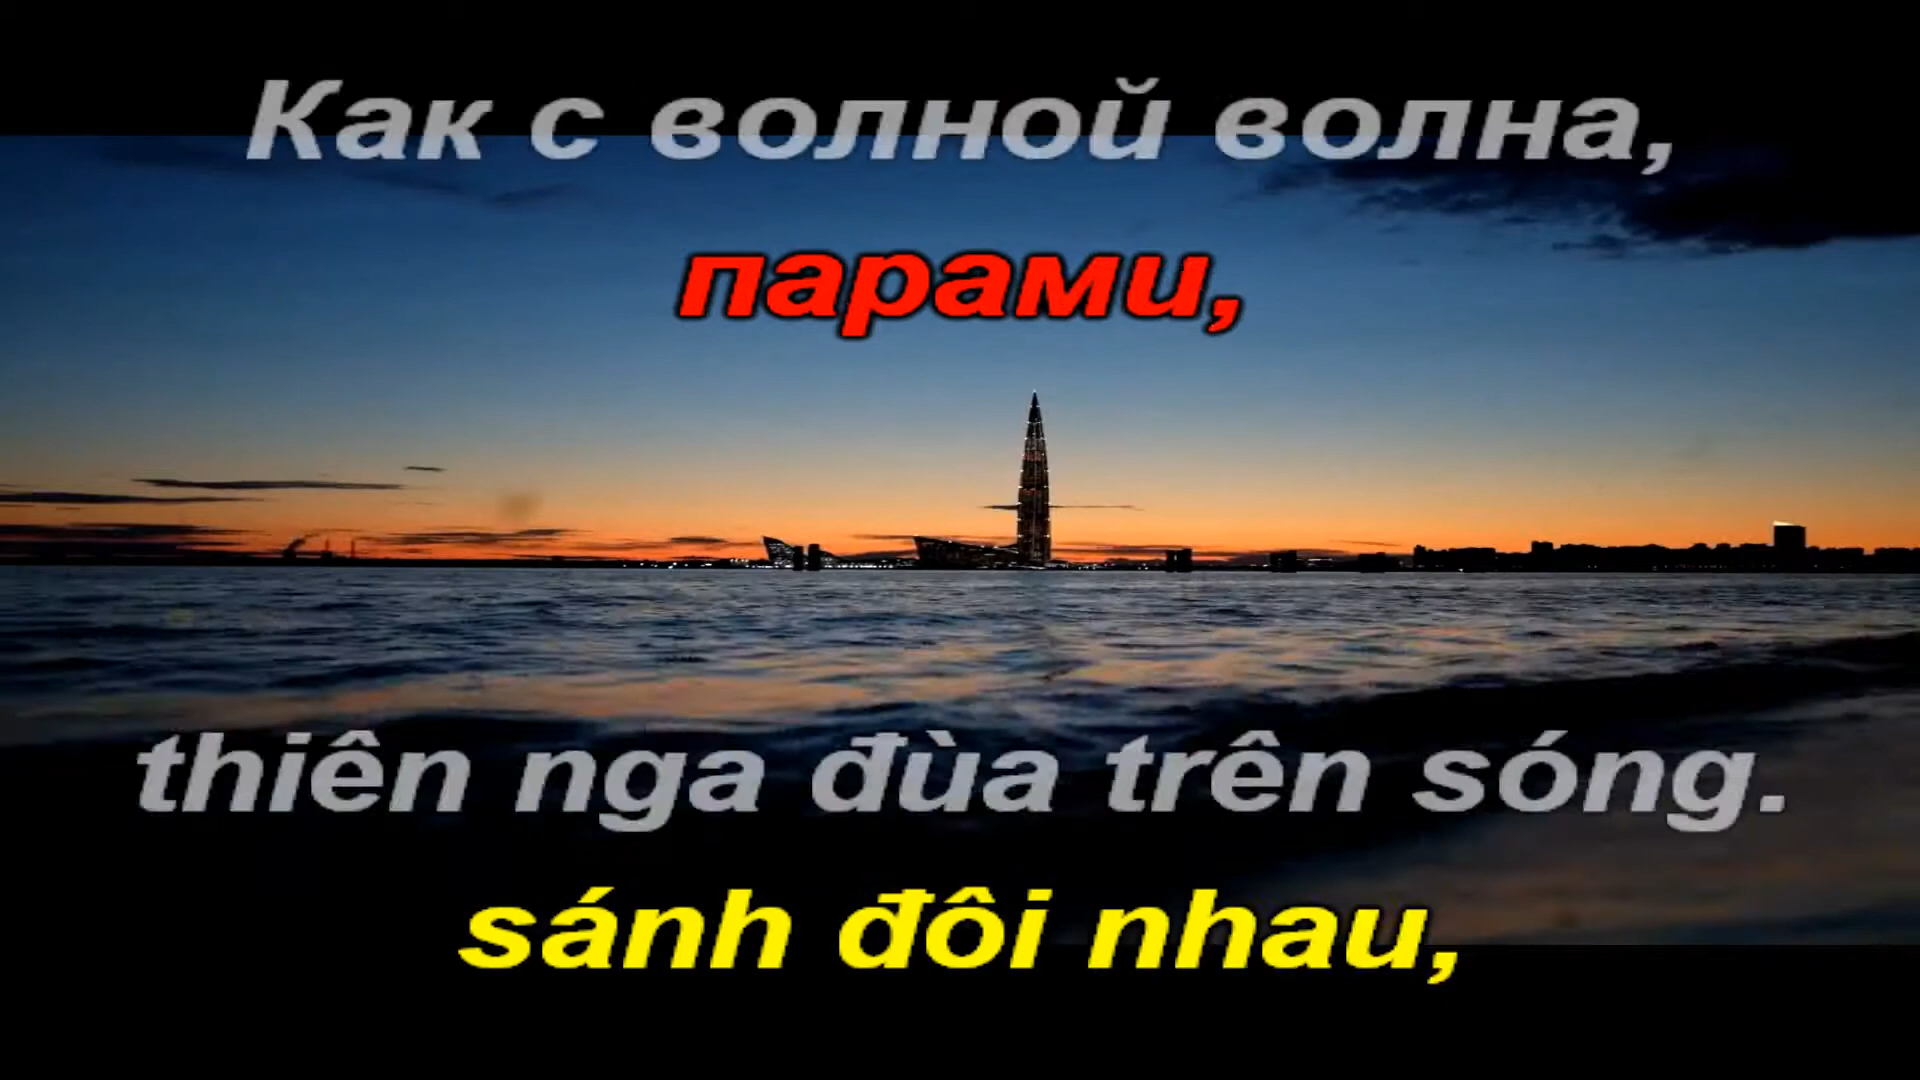 Как с волной волна,
парами,
thiên nga đùa trên sóng.
sánh đôi nhau,